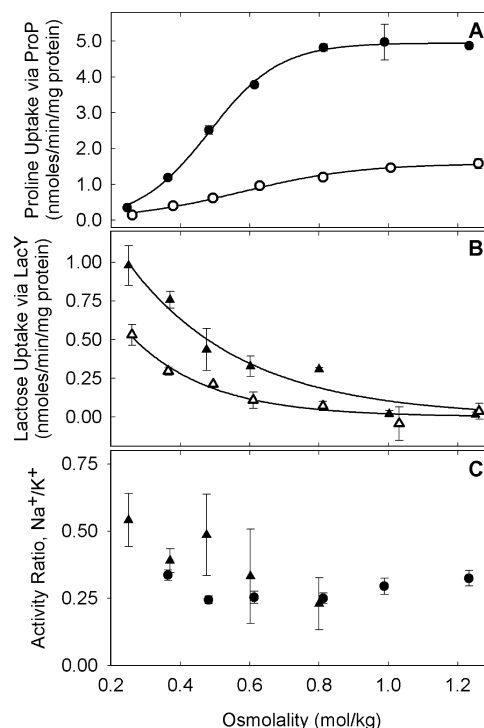 A
Proline Uptake via ProP
(nmoles/min/mg protein)
5.0
4.0
3.0
2.0
1.0
0.0
B
Lactose Uptake via LacY
(nmoles/min/mg protein)
1.00
0.75
0.50
0.25
0.00
C
Activity Ratio, Na+/K+
0.75
0.50
0.25
0.00
0.2 0.4 0.6 0.8 1.0 1.2
Osmolality (mol/kg)